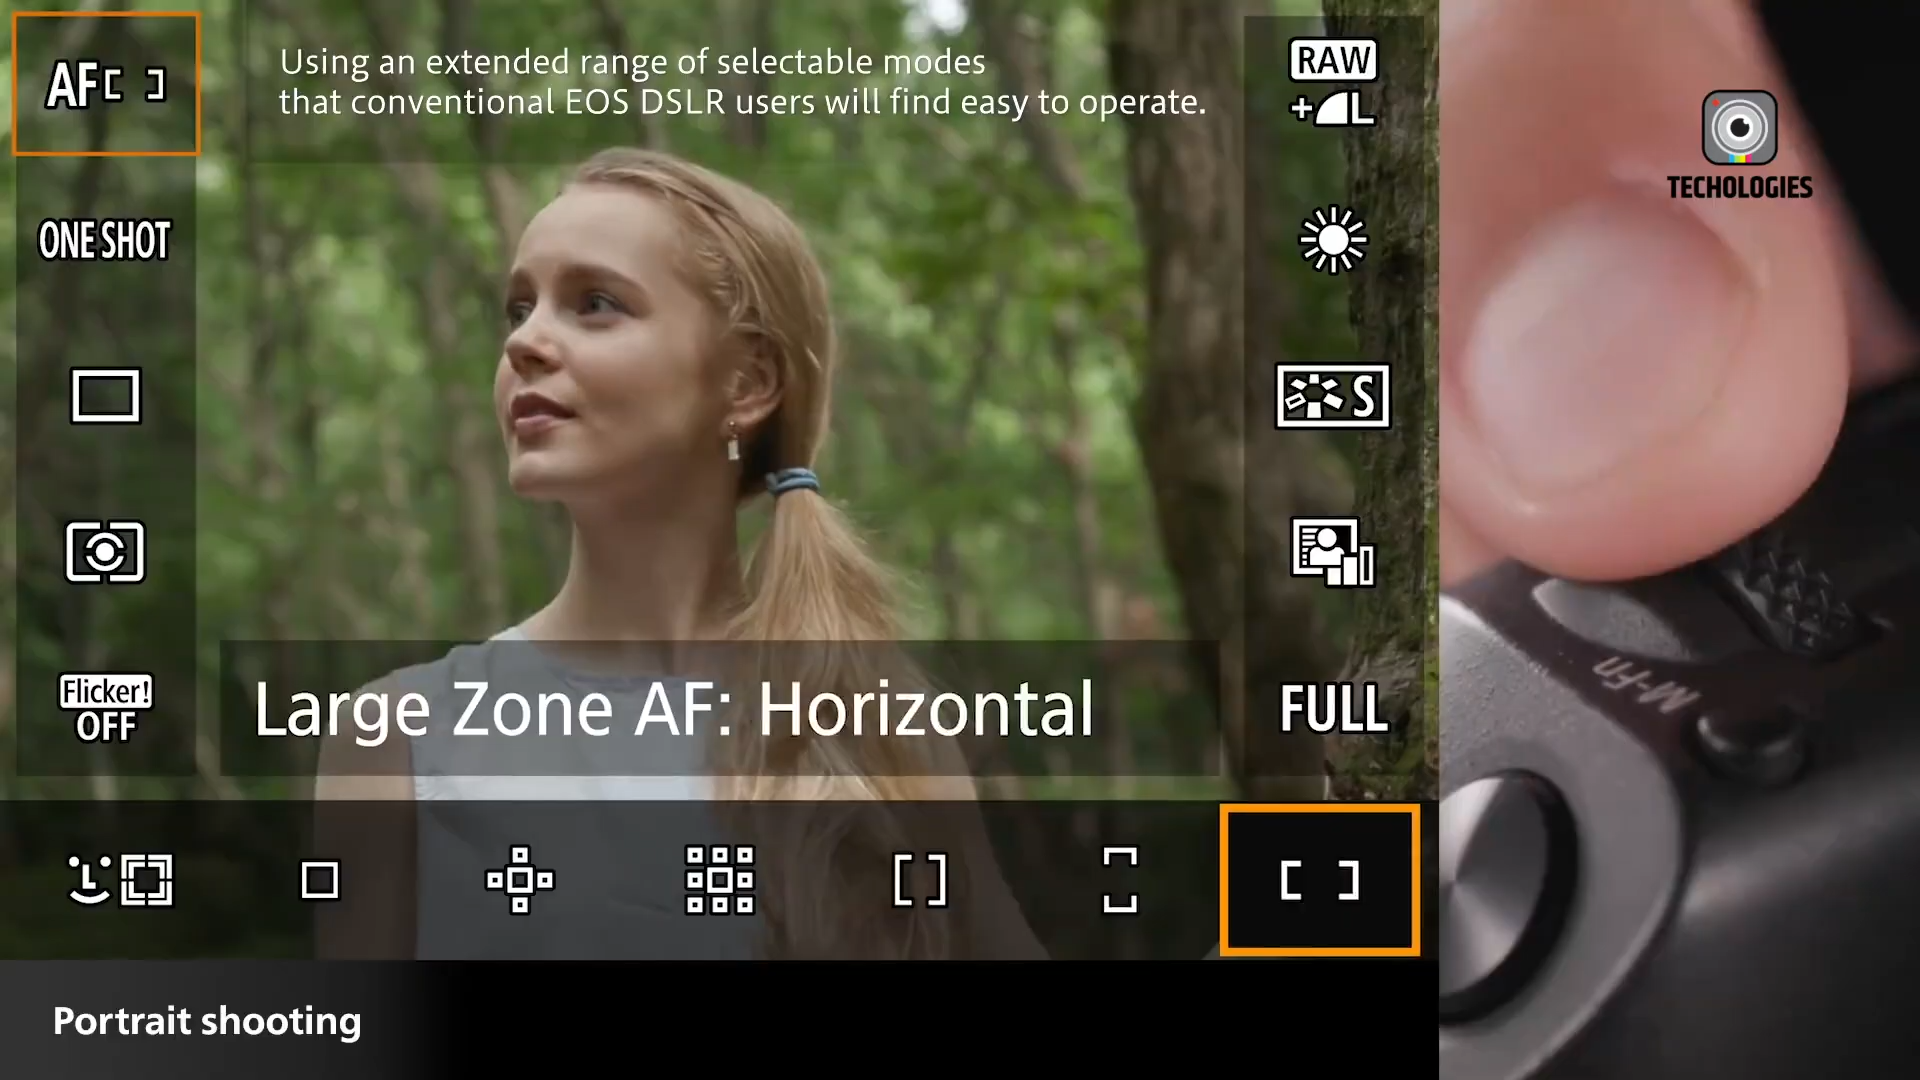 AF
Using an extended range of selectable modes
that conventional EOS DSLR users will find easy to operate.
RAW
+L
TECHOLOGIES
ONE SHOT
S
Flicker!
OFF
Large Zone AF: Horizontal
FULL
M-Fn
Portrait shooting